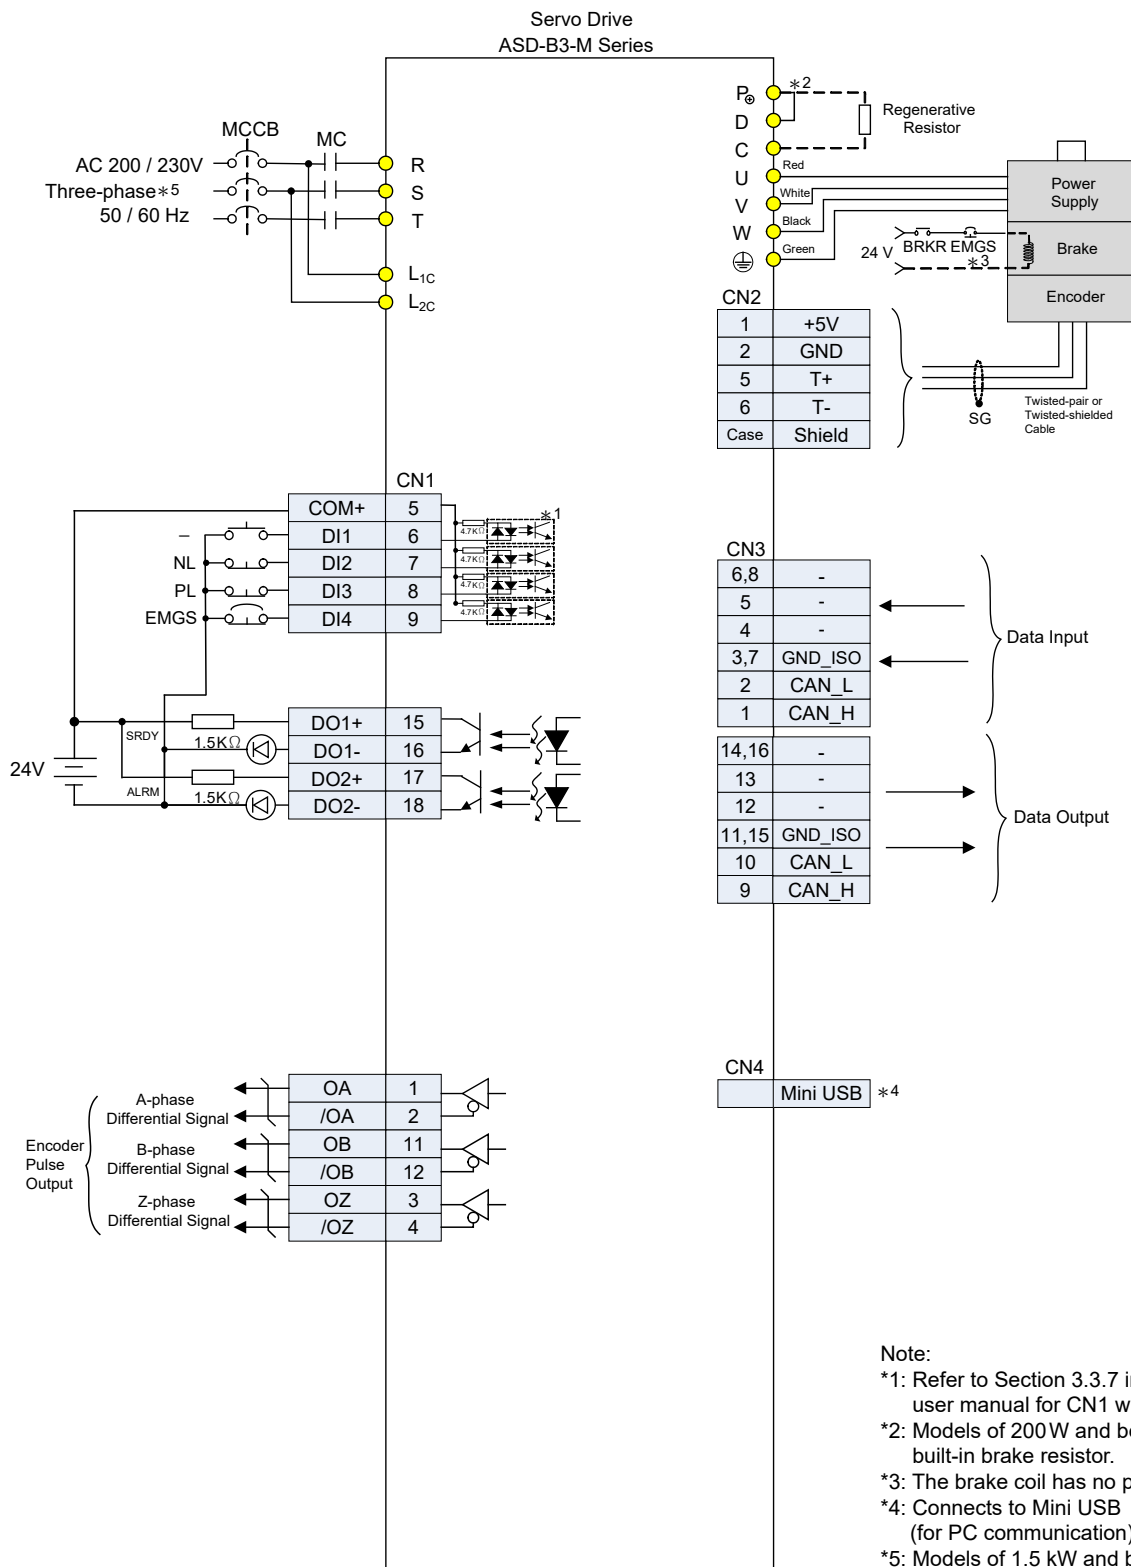 Servo Drive
ASD-B3-M Series
MCCB
MC
AC 200 / 230V
Three-phase*5
50 / 60 Hz
R
S
T
L1C
L2C
P⊕
D
C
U
V
W
*2
Regenerative
Resistor
Red
White
Black
Green
Power
Supply
Brake
Encoder
24 V
BRKR EMGS
*3
CN2
1 +5V
2 GND
5 T+
6 T-
Case Shield
SG
Twisted-pair or
Twisted-shielded
Cable
CN1
COM+ 5
– DI1 6
NL DI2 7
PL DI3 8
EMGS DI4 9
*1
4.7KΩ
4.7KΩ
4.7KΩ
4.7KΩ
24V
SRDY
1.5KΩ
ALRM
1.5KΩ
DO1+ 15
DO1- 16
DO2+ 17
DO2- 18
CN3
6,8 -
5 -
4 -
3,7 GND_ISO
2 CAN_L
1 CAN_H
Data Input
14,16 -
13 -
12 -
11,15 GND_ISO
10 CAN_L
9 CAN_H
Data Output
CN4
Mini USB *4
Encoder
Pulse
Output
A-phase
Differential Signal
B-phase
Differential Signal
Z-phase
Differential Signal
OA 1
/OA 2
OB 11
/OB 12
OZ 3
/OZ 4
Note:
*1: Refer to Section 3.3.7
user manual for CN1
*2: Models of 200W and
built-in brake resistor.
*3: The brake coil has no
*4: Connects to Mini USB
(for PC communication)
*5: Models of 1.5 kW and